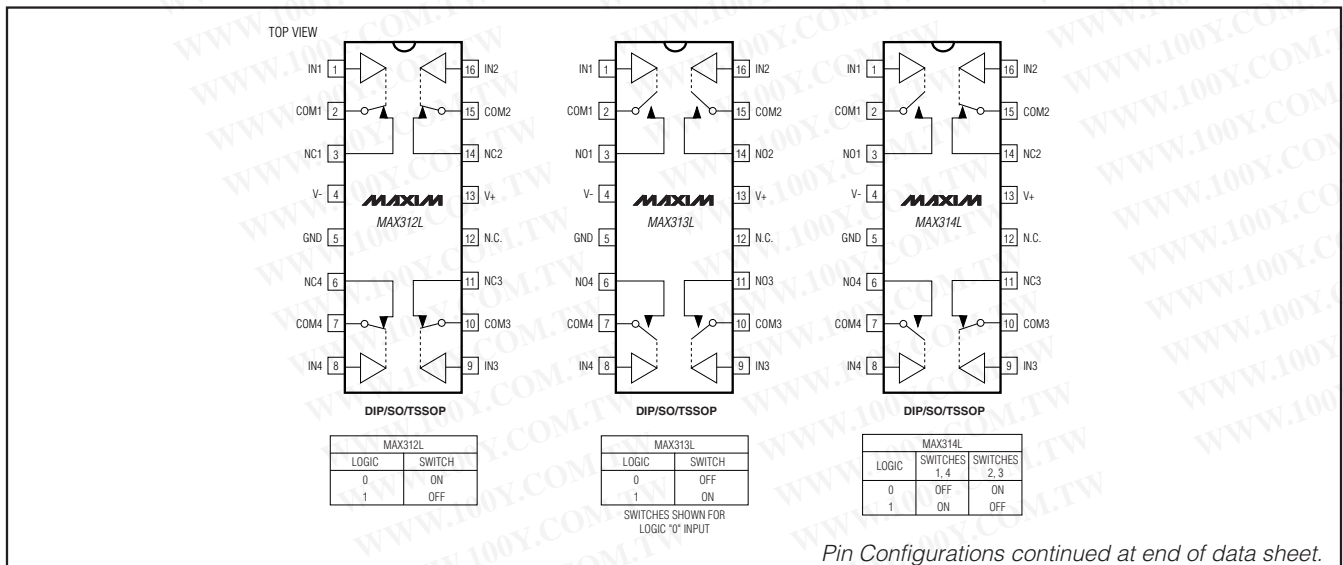 TOP VIEW
IN1 1 16 IN2
COM1 2 15 COM2
NC1 3 14 NC2
V- 4 13 V+
MAXIM
MAX312L
GND 5 12 N.C.
NC4 6 11 NC3
COM4 7 10 COM3
IN4 8 9 IN3
DIP/SO/TSSOP
MAX312L
LOGIC SWITCH
0 ON
1 OFF
IN1 1 16 IN2
COM1 2 15 COM2
NO1 3 14 NO2
V- 4 13 V+
MAXIM
MAX313L
GND 5 12 N.C.
NO4 6 11 NO3
COM4 7 10 COM3
IN4 8 9 IN3
DIP/SO/TSSOP
MAX313L
LOGIC SWITCH
0 OFF
1 ON
SWITCHES SHOWN FOR
LOGIC "0" INPUT
IN1 1 16 IN2
COM1 2 15 COM2
NO1 3 14 NC2
V- 4 13 V+
MAXIM
MAX314L
GND 5 12 N.C.
NO4 6 11 NC3
COM4 7 10 COM3
IN4 8 9 IN3
DIP/SO/TSSOP
MAX314L
LOGIC SWITCHES 1, 4 SWITCHES 2, 3
0 OFF ON
1 ON OFF
Pin Configurations continued at end of data sheet.
WWW.100Y.COM.TW